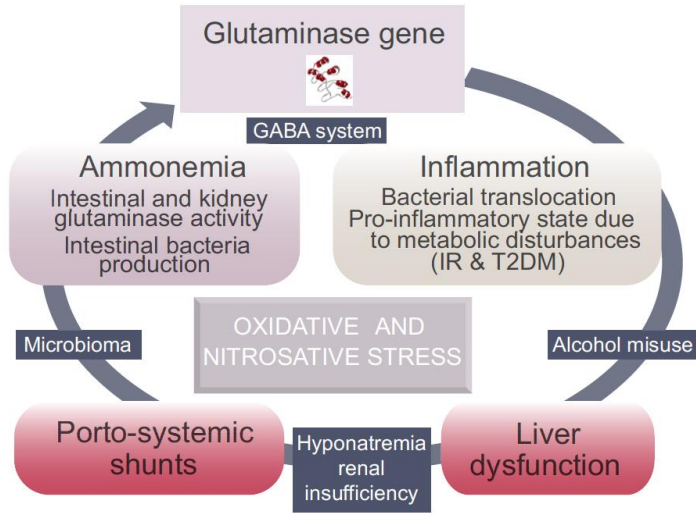 Glutaminase gene
GABA system
Ammonemia
Intestinal and kidney
glutaminase activity
Intestinal bacteria
production
Inflammation
Bacterial translocation
Pro-inflammatory state due
to metabolic disturbances
(IR & T2DM)
OXIDATIVE AND
NITROSATIVE STRESS
Microbioma
Alcohol misuse
Porto-systemic
shunts
Hyponatremia
renal
insufficiency
Liver
dysfunction